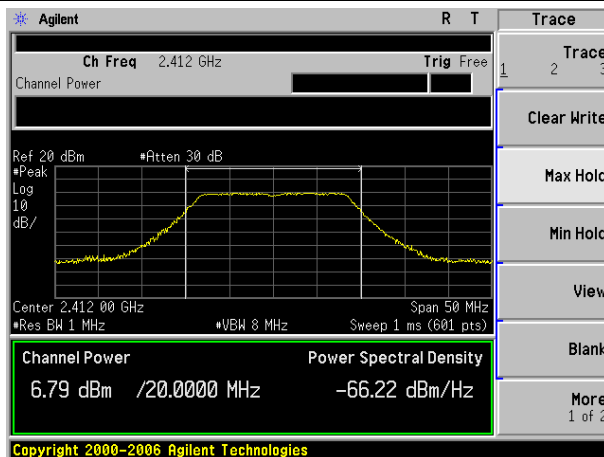 Agilent R T Trace
Ch Freq 2.412 GHz Trig Free
Channel Power
Trace
1 2 3
Clear Write
Max Hold
Min Hold
View
Blank
More
1 of 2
Ref 20 dBm #Atten 30 dB
#Peak
Log
10
dB/
Center 2.412 00 GHz Span 50 MHz
#Res BW 1 MHz #VBW 8 MHz Sweep 1 ms (601 pts)
Channel Power Power Spectral Density
6.79 dBm /20.0000 MHz -66.22 dBm/Hz
Copyright 2000-2006 Agilent Technologies